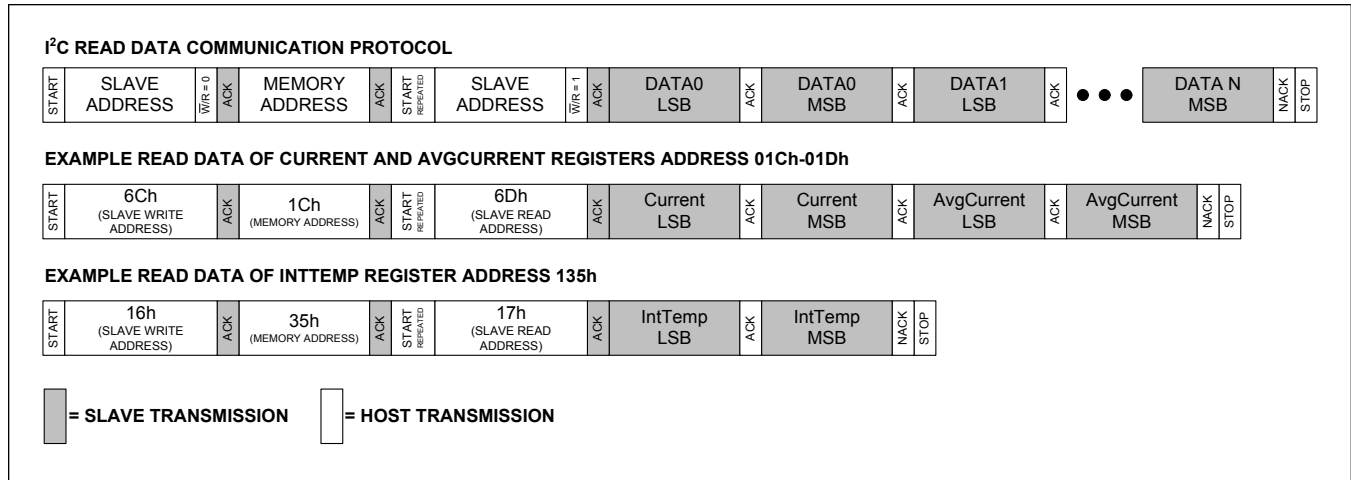 I²C READ DATA COMMUNICATION PROTOCOL
START SLAVE ADDRESS W̅/R = 0 ACK MEMORY ADDRESS ACK START REPEATED SLAVE ADDRESS W̅/R = 1 ACK DATA0 LSB ACK DATA0 MSB ACK DATA1 LSB ACK ●●● DATA N MSB NACK STOP
EXAMPLE READ DATA OF CURRENT AND AVGCURRENT REGISTERS ADDRESS 01Ch-01Dh
START 6Ch (SLAVE WRITE ADDRESS) ACK 1Ch (MEMORY ADDRESS) ACK START REPEATED 6Dh (SLAVE READ ADDRESS) ACK Current LSB ACK Current MSB ACK AvgCurrent LSB ACK AvgCurrent MSB NACK STOP
EXAMPLE READ DATA OF INTTEMP REGISTER ADDRESS 135h
START 16h (SLAVE WRITE ADDRESS) ACK 35h (MEMORY ADDRESS) ACK START REPEATED 17h (SLAVE READ ADDRESS) ACK IntTemp LSB ACK IntTemp MSB NACK STOP
= SLAVE TRANSMISSION = HOST TRANSMISSION